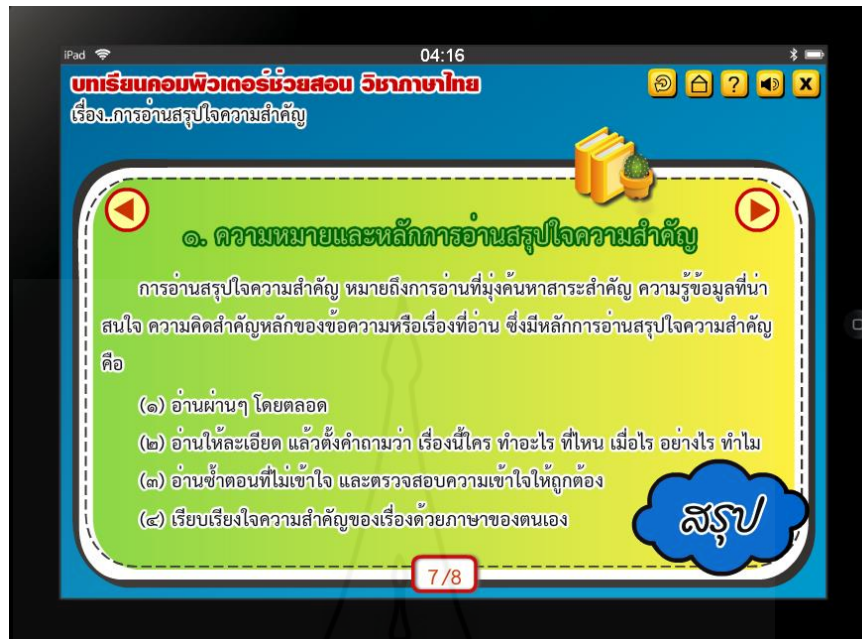 iPad 04:16
บทเรียนคอมพิวเตอร์ช่วยสอน วิชาภาษาไทย
เรื่อง..การอ่านสรุปใจความสำคัญ
? X
๑. ความหมายและหลักการอ่านสรุปใจความสำคัญ
การอ่านสรุปใจความสำคัญ หมายถึงการอ่านที่มุ่งค้นหาสาระสำคัญ ความรู้ข้อมูลที่น่า
สนใจ ความคิดสำคัญหลักของข้อความหรือเรื่องที่อ่าน ซึ่งมีหลักการอ่านสรุปใจความสำคัญ
คือ
(๑) อ่านผ่านๆ โดยตลอด
(๒) อ่านให้ละเอียด แล้วตั้งคำถามว่า เรื่องนี้ใคร ทำอะไร ที่ไหน เมื่อไร อย่างไร ทำไม
(๓) อ่านซ้ำตอนที่ไม่เข้าใจ และตรวจสอบความเข้าใจให้ถูกต้อง
(๔) เรียบเรียงใจความสำคัญของเรื่องด้วยภาษาของตนเอง
สรุป
7/8